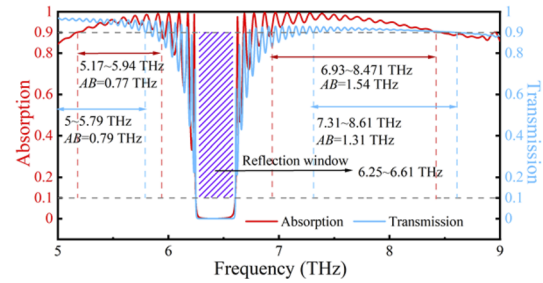 1
1
0.9
0.9
5.17~5.94 THz
AB=0.77 THz
6.93~8.471 THz
AB=1.54 THz
5~5.79 THz
AB=0.79 THz
7.31~8.61 THz
AB=1.31 THz
0.6
0.6
0.4
0.4
Reflection window
6.25~6.61 THz
0.2
0.2
0.1
0.1
0
0
Absorption
Transmission
Absorption
Transmission
5
6
7
8
9
Frequency (THz)